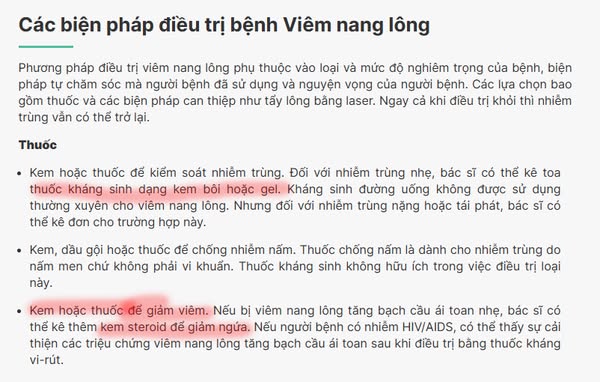 Các biện pháp điều trị bệnh Viêm nang lông
Phương pháp điều trị viêm nang lông phụ thuộc vào loại và mức độ nghiêm trọng của bệnh, biện
pháp tự chăm sóc mà người bệnh đã sử dụng và nguyện vọng của người bệnh. Các lựa chọn bao
gồm thuốc và các biện pháp can thiệp như tẩy lông bằng laser. Ngay cả khi điều trị khỏi thì nhiễm
trùng vẫn có thể trở lại.
Thuốc
• Kem hoặc thuốc để kiểm soát nhiễm trùng. Đối với nhiễm trùng nhẹ, bác sĩ có thể kê toa
thuốc kháng sinh dạng kem bôi hoặc gel. Kháng sinh đường uống không được sử dụng
thường xuyên cho viêm nang lông. Nhưng đối với nhiễm trùng nặng hoặc tái phát, bác sĩ có
thể kê đơn cho trường hợp này.
• Kem, dầu gội hoặc thuốc để chống nhiễm nấm. Thuốc chống nấm là dành cho nhiễm trùng do
nấm men chứ không phải vi khuẩn. Thuốc kháng sinh không hữu ích trong việc điều trị loại
này.
• Kem hoặc thuốc để giảm viêm. Nếu bị viêm nang lông tăng bạch cầu ái toan nhẹ, bác sĩ có
thể kê thêm kem steroid để giảm ngứa. Nếu người bệnh có nhiễm HIV/AIDS, có thể thấy sự cải
thiện các triệu chứng viêm nang lông tăng bạch cầu ái toan sau khi điều trị bằng thuốc kháng
vi-rút.